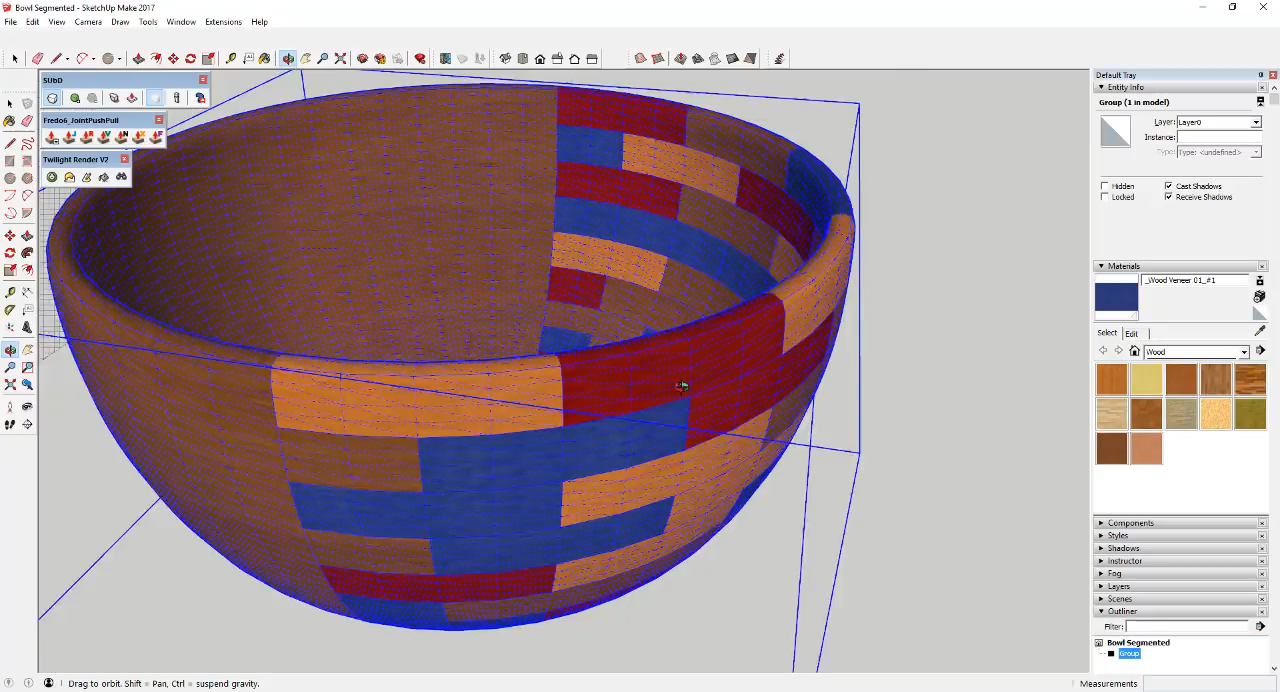 Bowl Segmented - SketchUp Make 2017
File Edit View Camera Draw Tools Window Extensions Help
SUbD
Fredo6_JointPushPull
Twilight Render V2
Default Tray
Entity Info
Group (1 in model)
Layer: Layer0
Instance:
Type: Type: <undefined>
Hidden Cast Shadows
Locked Receive Shadows
Materials
_Wood Veneer 01_#1
Select Edit
Wood
Components
Styles
Shadows
Instructor
Fog
Layers
Scenes
Outliner
Filter:
Bowl Segmented
Group
Drag to orbit. Shift = Pan, Ctrl = suspend gravity.
Measurements